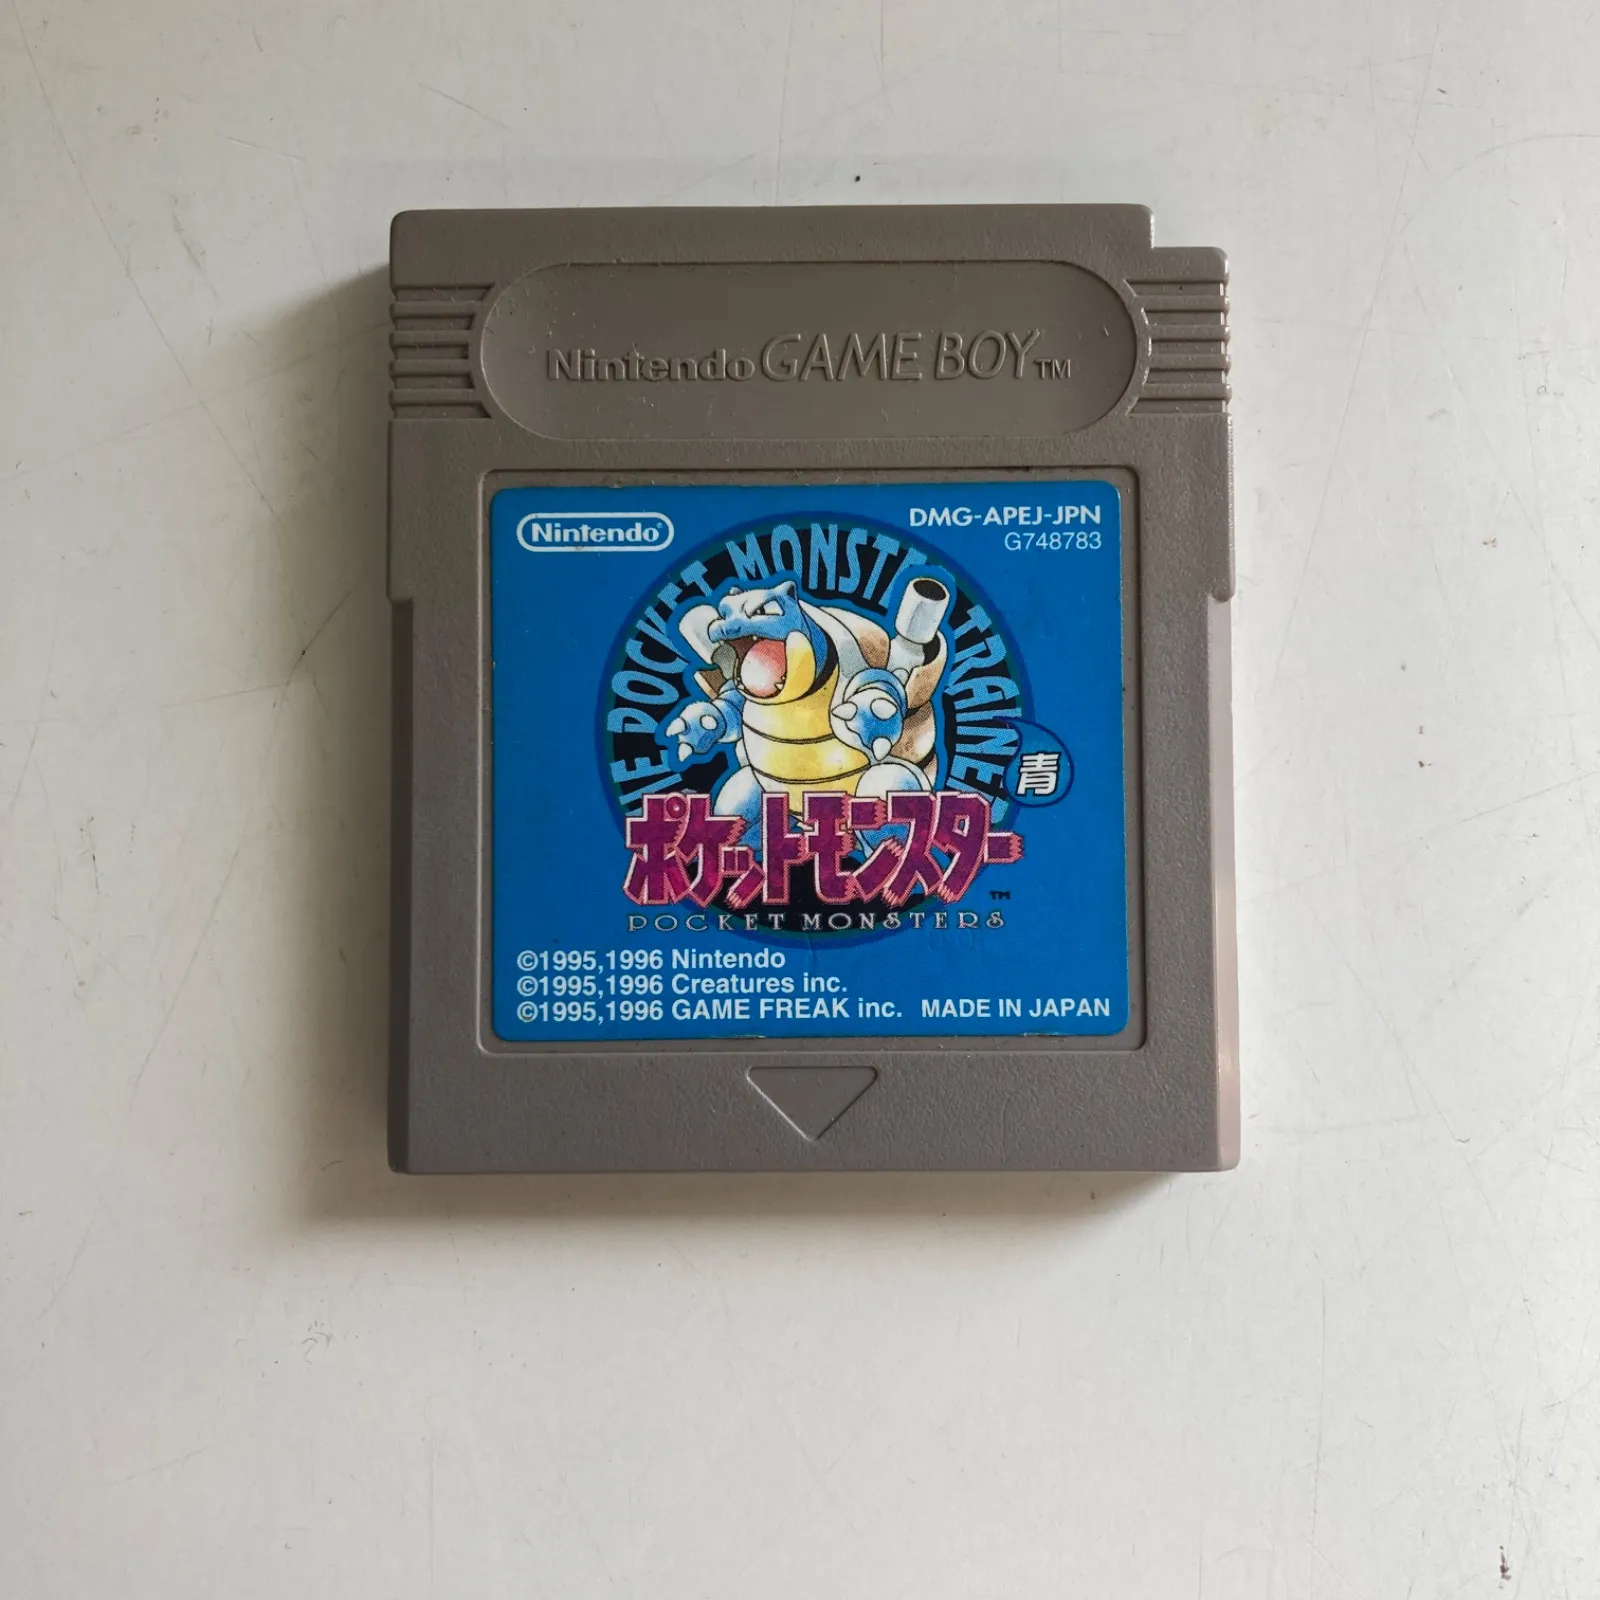 Nintendo GAME BOY™
Nintendo®
DMG-APEJ-JPN
G748783
THE POCKET MONSTER TRAINER
青
ポケットモンスター
™
POCKET MONSTERS
©1995,1996 Nintendo
©1995,1996 Creatures inc.
©1995,1996 GAME FREAK inc. MADE IN JAPAN